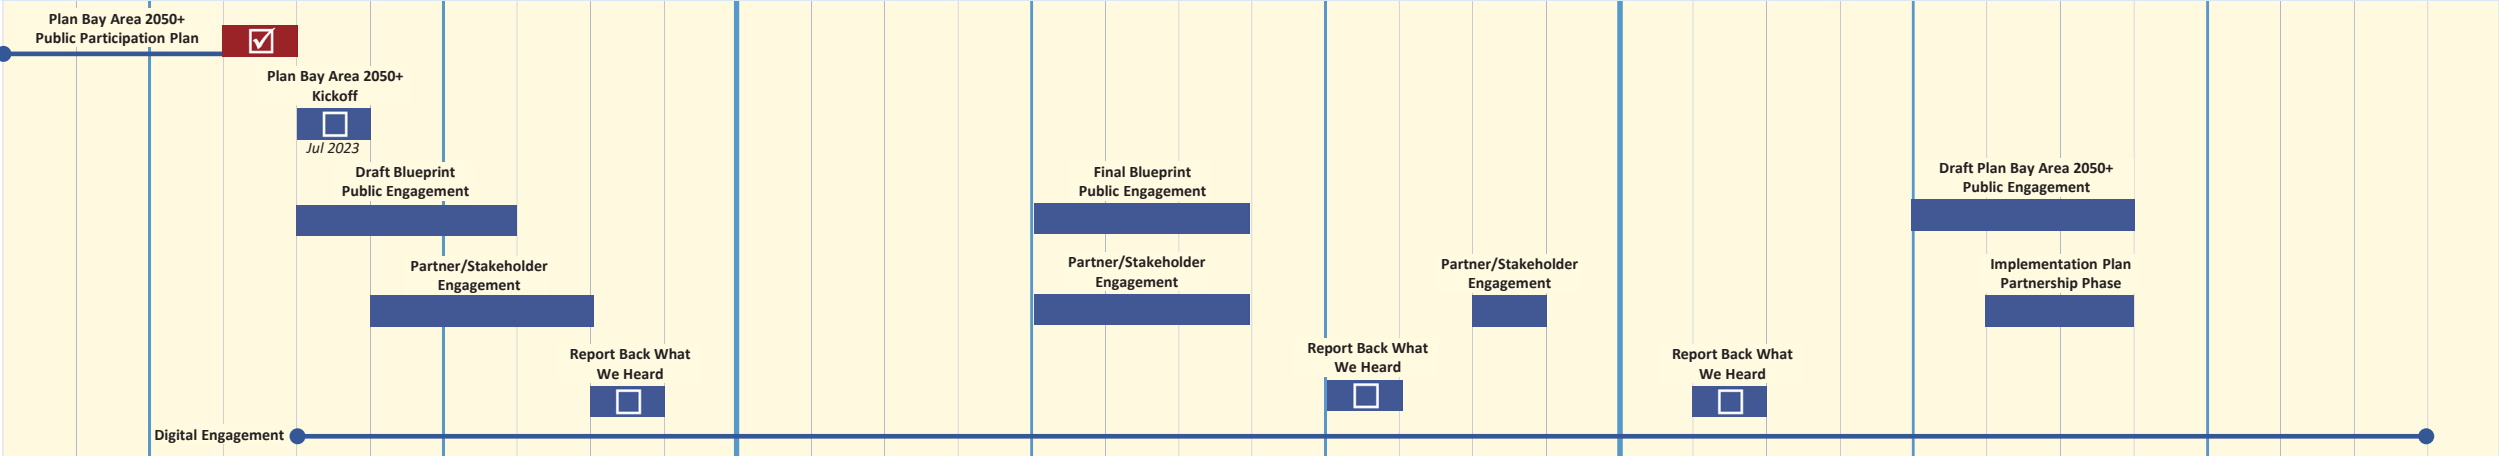 Plan Bay Area 2050+
Public Participation Plan
Plan Bay Area 2050+
Kickoff
Jul 2023
Draft Blueprint
Public Engagement
Final Blueprint
Public Engagement
Draft Plan Bay Area 2050+
Public Engagement
Partner/Stakeholder
Engagement
Partner/Stakeholder
Engagement
Partner/Stakeholder
Engagement
Implementation Plan
Partnership Phase
Report Back What
We Heard
Report Back What
We Heard
Report Back What
We Heard
Digital Engagement